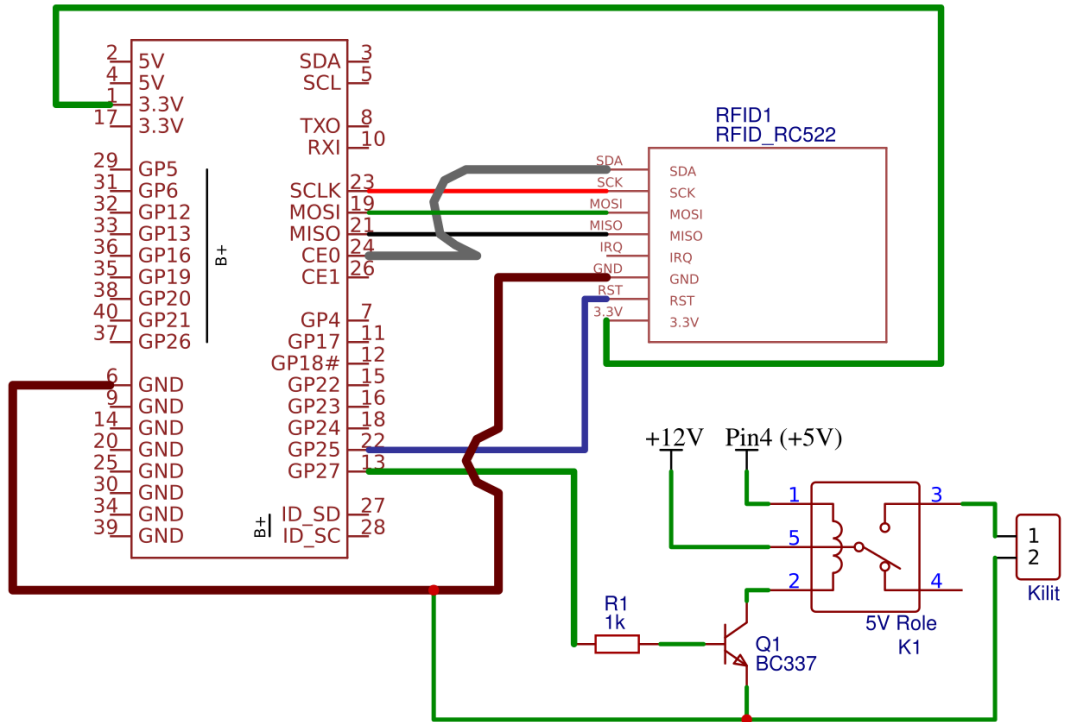 2 5V
4 5V
1 3.3V
17 3.3V
29 GP5
31 GP6
32 GP12
33 GP13
36 GP16
35 GP19
38 GP20
40 GP21
37 GP26
B+
6 GND
9 GND
14 GND
20 GND
25 GND
30 GND
34 GND
39 GND
SDA 3
SCL 5
TXO 8
RXI 10
SCLK 23
MOSI 19
MISO 21
CE0 24
CE1 26
GP4 7
GP17 11
GP18# 12
GP22 15
GP23 16
GP24 18
GP25 22
GP27 13
B+
ID_SD 27
ID_SC 28
RFID1
RFID_RC522
SDA SDA
SCK SCK
MOSI MOSI
MISO MISO
IRQ IRQ
GND GND
RST RST
3.3V 3.3V
+12V Pin4 (+5V)
1 3
5
2 4
5V Role
K1
1
2
Kilit
R1
1k
Q1
BC337